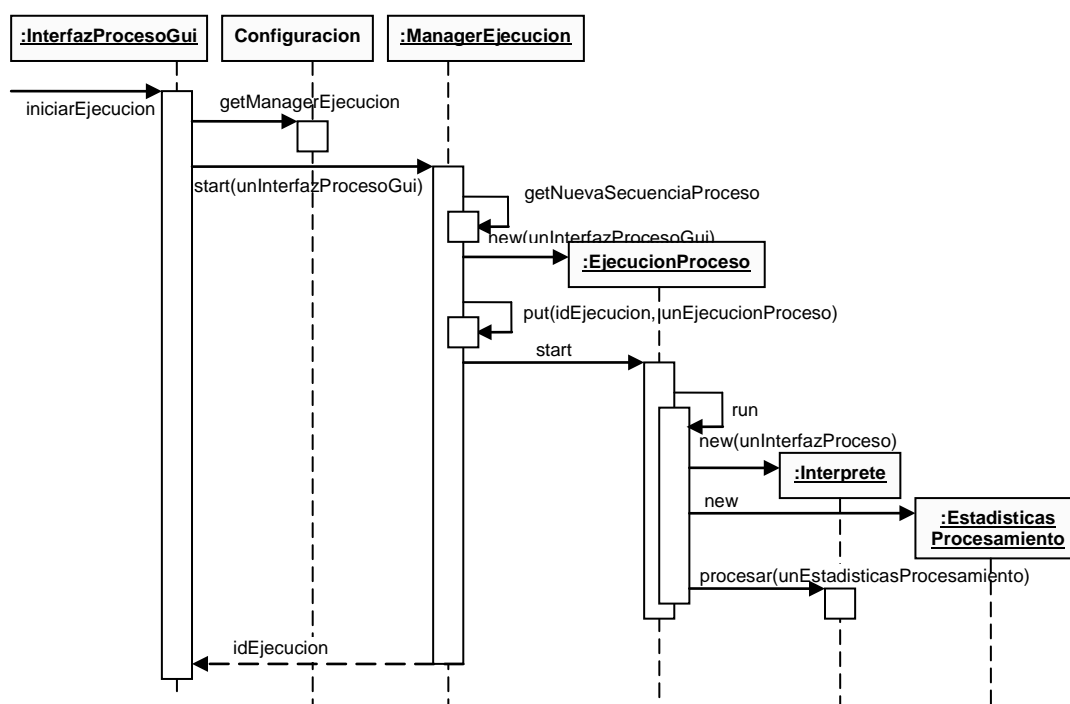 :InterfazProcesoGui
Configuracion
:ManagerEjecucion
iniciarEjecucion
getManagerEjecucion
start(unInterfazProcesoGui)
getNuevaSecuenciaProceso
new(unInterfazProcesoGui)
:EjecucionProceso
put(idEjecucion, unEjecucionProceso)
start
run
new(unInterfazProceso)
:Interprete
new
:Estadisticas
Procesamiento
procesar(unEstadisticasProcesamiento)
idEjecucion